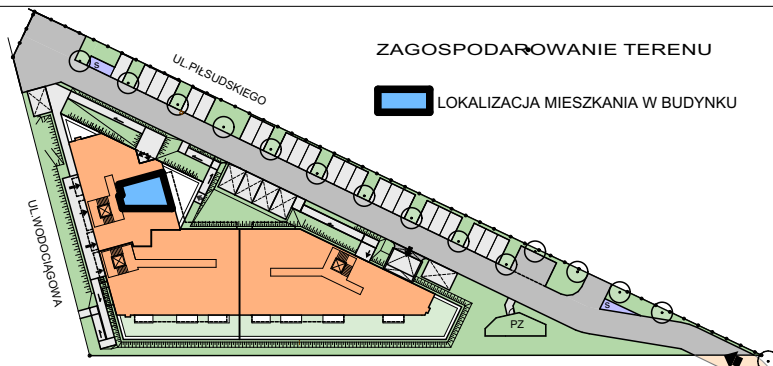 ZAGOSPODAROWANIE TERENU
LOKALIZACJA MIESZKANIA W BUDYNKU
UL.PIŁSUDSKIEGO
UL.WODOCIĄGOWA
S
S
PZ